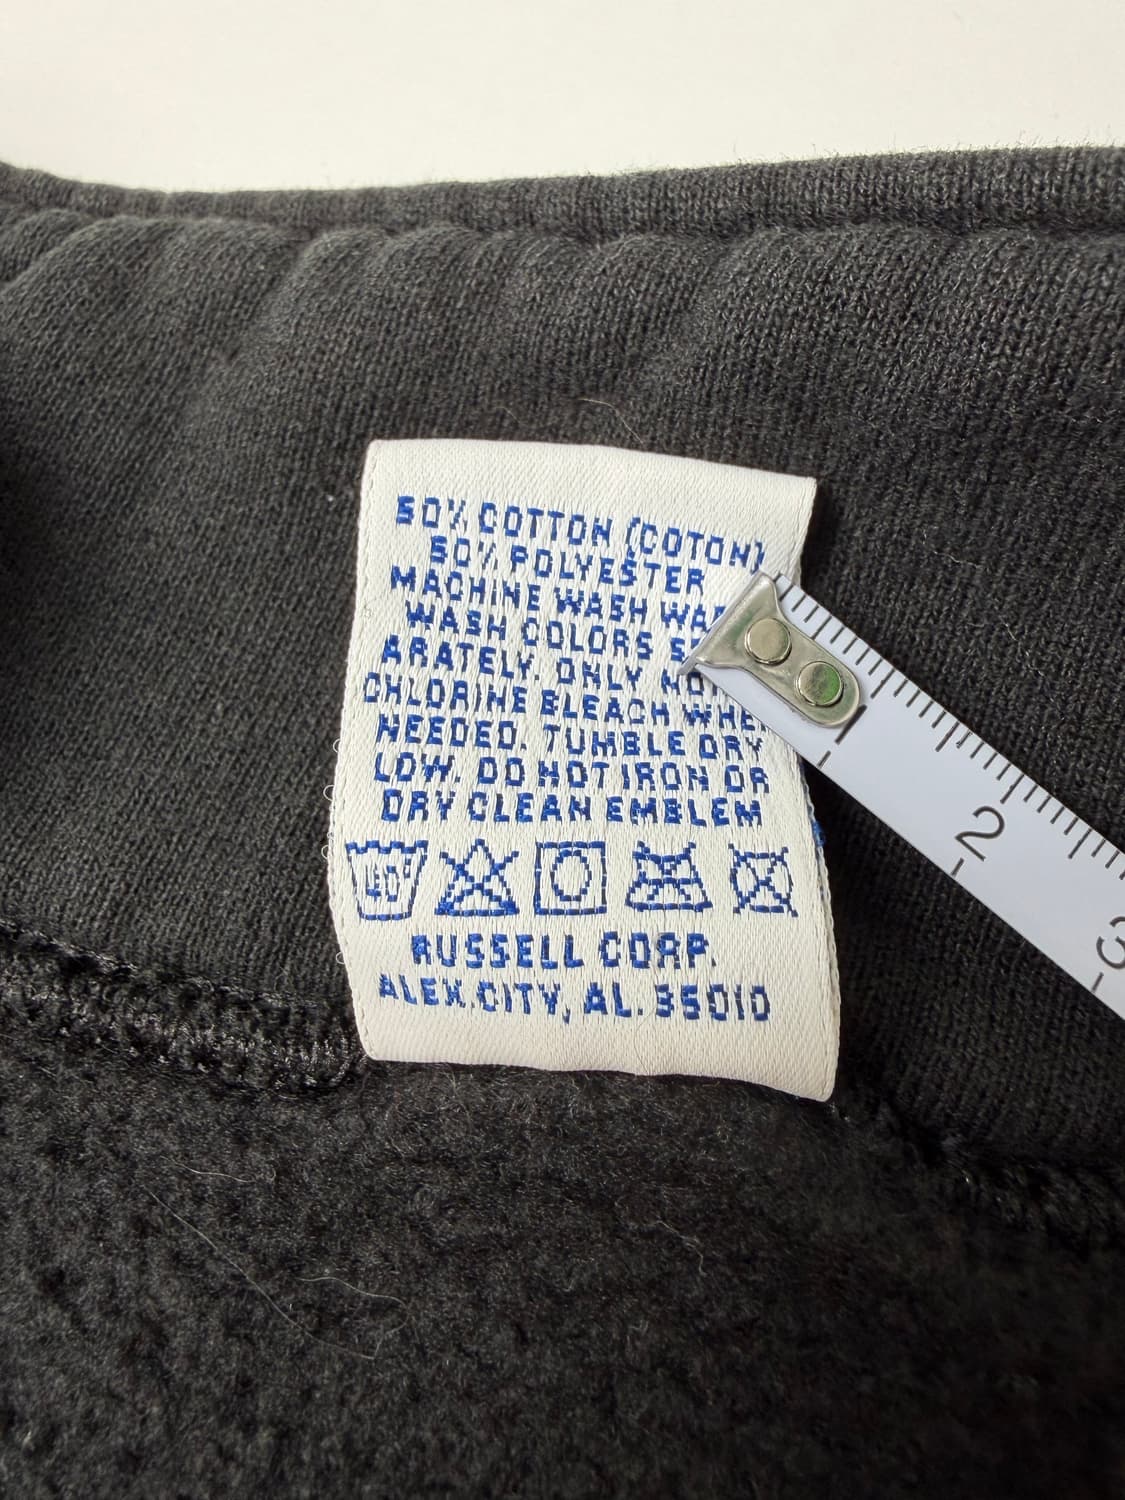 50% COTTON (COTON)
50% POLYESTER
MACHINE WASH
WASH COLORS
ARATELY. ONLY
CHLORINE BLEACH
NEEDED. TUMBLE DRY
LOW. DO NOT IRON OR
DRY CLEAN EMBLEM
40°
RUSSELL CORP.
ALEX.CITY, AL. 35010
2
3